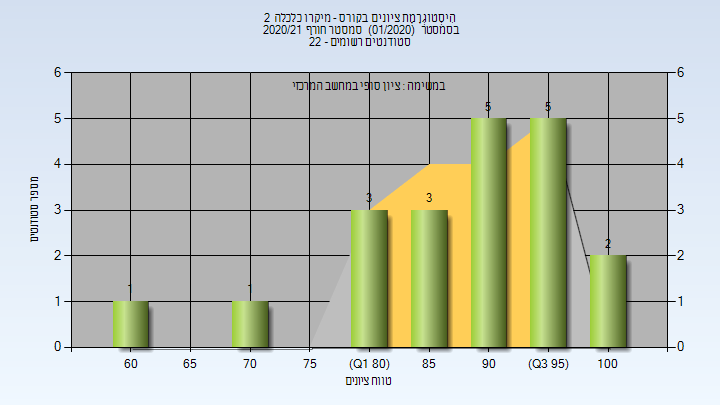 היסטוגרמת ציונים בקורס - מיקרו כלכלה 2
בסמסטר (01/2020) סמסטר חורף 2020/21
סטודנטים רשומים - 22
במשימה : ציון סופי במחשב המרכזי
מספר סטודנטים
6 6
5 5
4 4
3 3
2 2
1 1
0 0
1 1 3 3 5 5 2
60 65 70 75 (Q1 80) 85 90 (Q3 95) 100
טווח ציונים